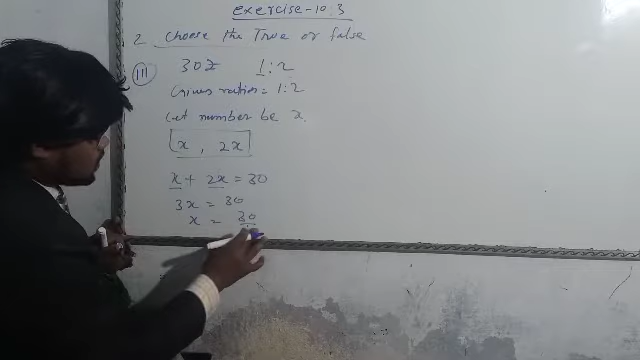 exercise-10.3
2. Choose the True or false
(iii) 30 1:2
Given ratios = 1:2
Let number be x.
x, 2x
x + 2x = 30
3x = 30
x = 30